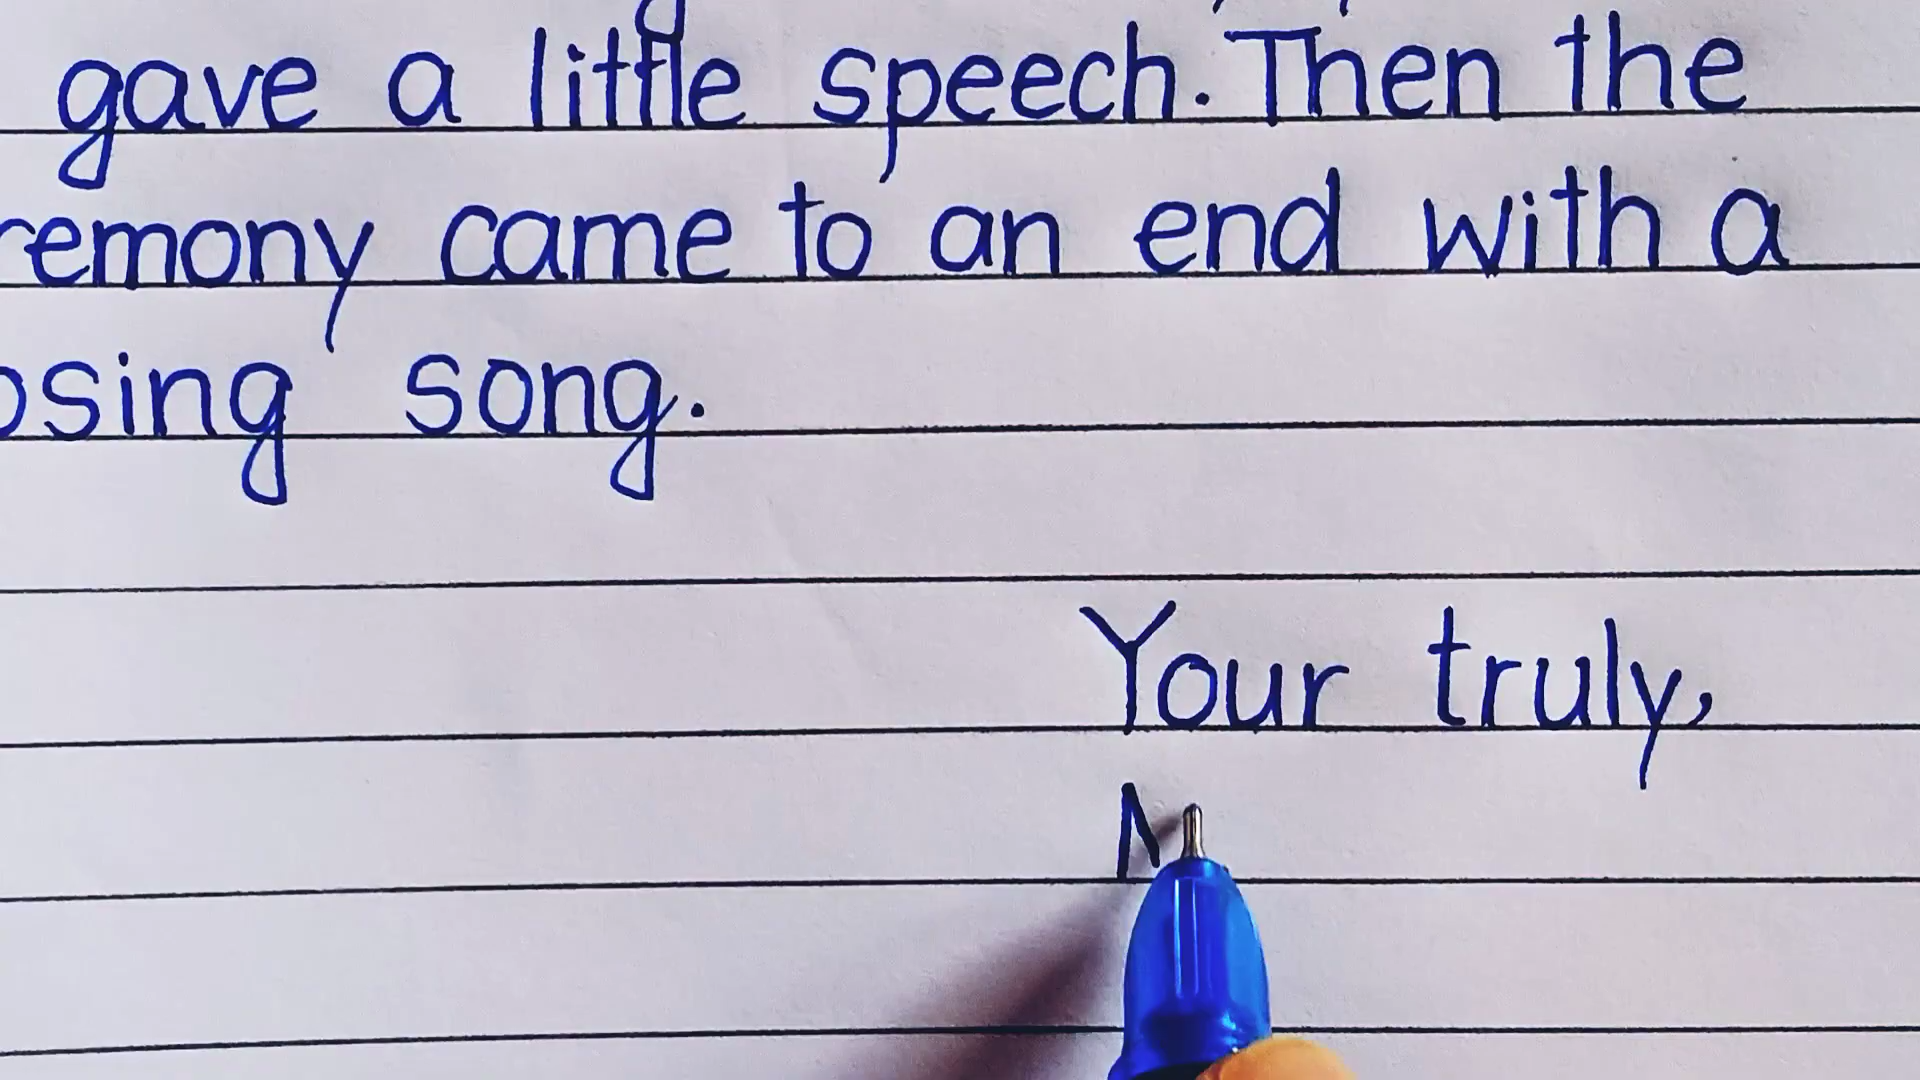 gave a little speech. Then the
remony came to an end with a
osing song.
Your truly,